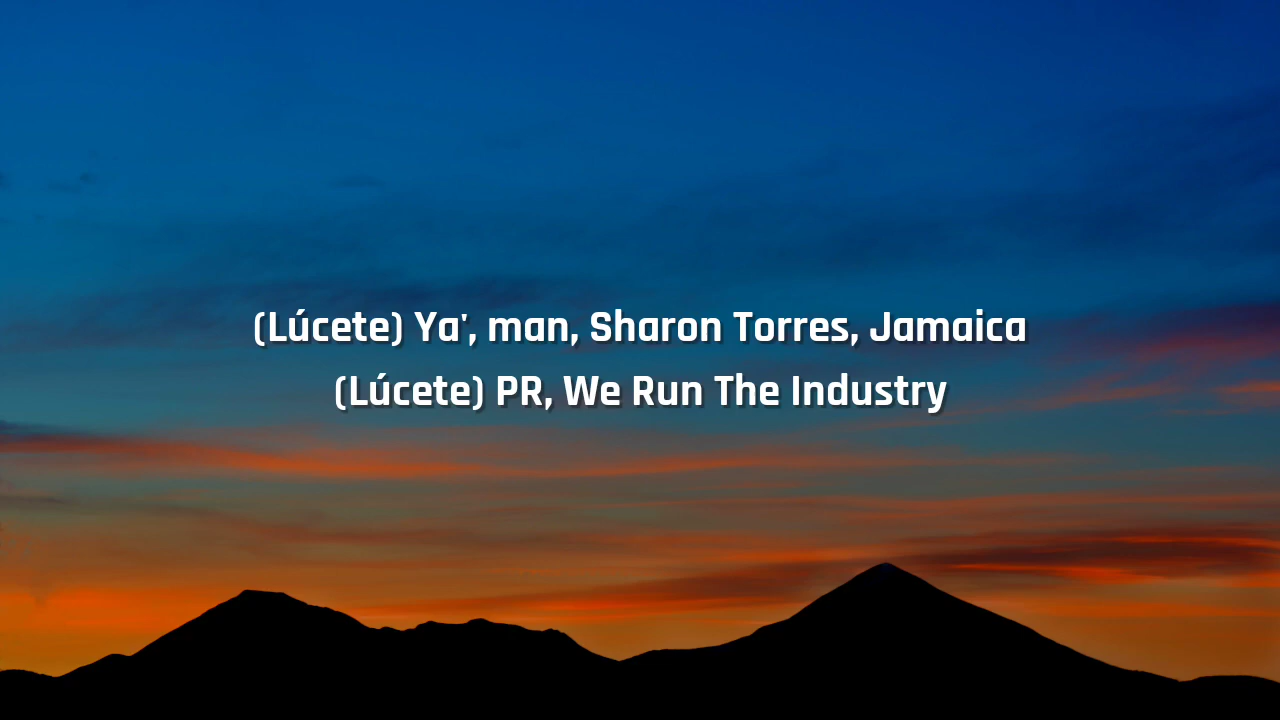 (Lúcete) Ya', man, Sharon Torres, Jamaica
(Lúcete) PR, We Run The Industry